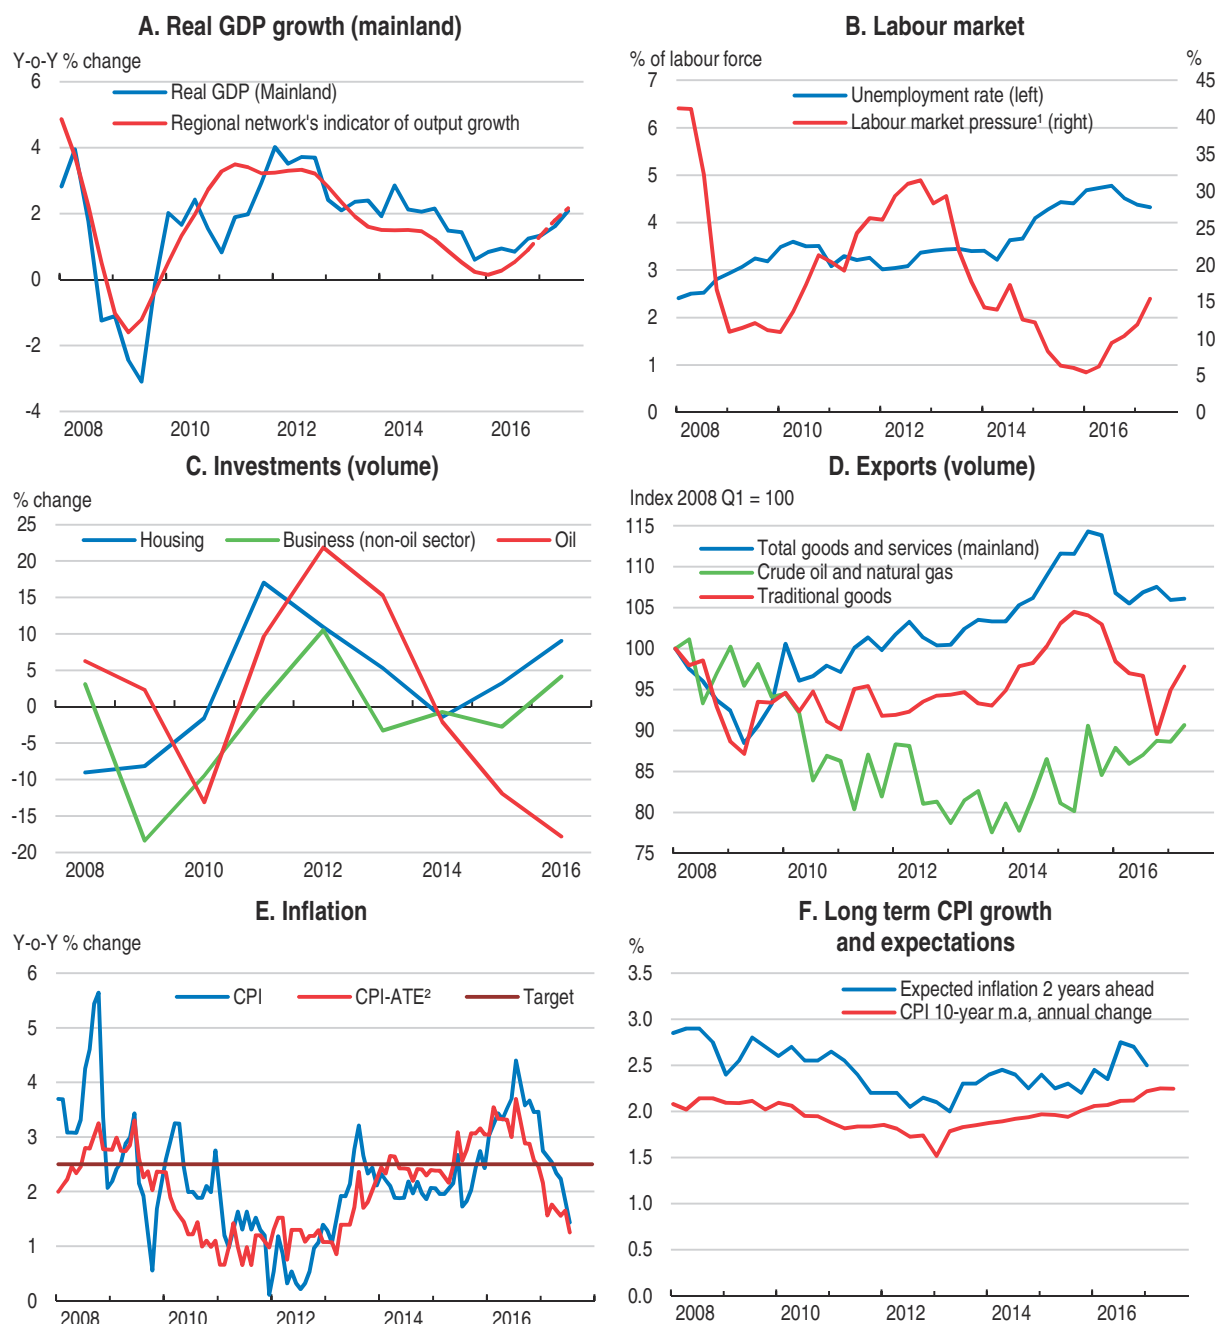 A. Real GDP growth (mainland)
Y-o-Y % change
6
4
2
0
-2
-4
Real GDP (Mainland)
Regional network's indicator of output growth
2008 2010 2012 2014 2016
B. Labour market
% of labour force %
7
6
5
4
3
2
1
0
45
40
35
30
25
20
15
10
5
0
Unemployment rate (left)
Labour market pressure¹ (right)
2008 2010 2012 2014 2016
C. Investments (volume)
% change
25
20
15
10
5
0
-5
-10
-15
-20
Housing Business (non-oil sector) Oil
2008 2010 2012 2014 2016
D. Exports (volume)
Index 2008 Q1 = 100
115
110
105
100
95
90
85
80
75
Total goods and services (mainland)
Crude oil and natural gas
Traditional goods
2008 2010 2012 2014 2016
E. Inflation
Y-o-Y % change
6
5
4
3
2
1
0
CPI CPI-ATE² Target
2008 2010 2012 2014 2016
F. Long term CPI growth
and expectations
%
3.5
3.0
2.5
2.0
1.5
1.0
0.5
0.0
Expected inflation 2 years ahead
CPI 10-year m.a, annual change
2008 2010 2012 2014 2016